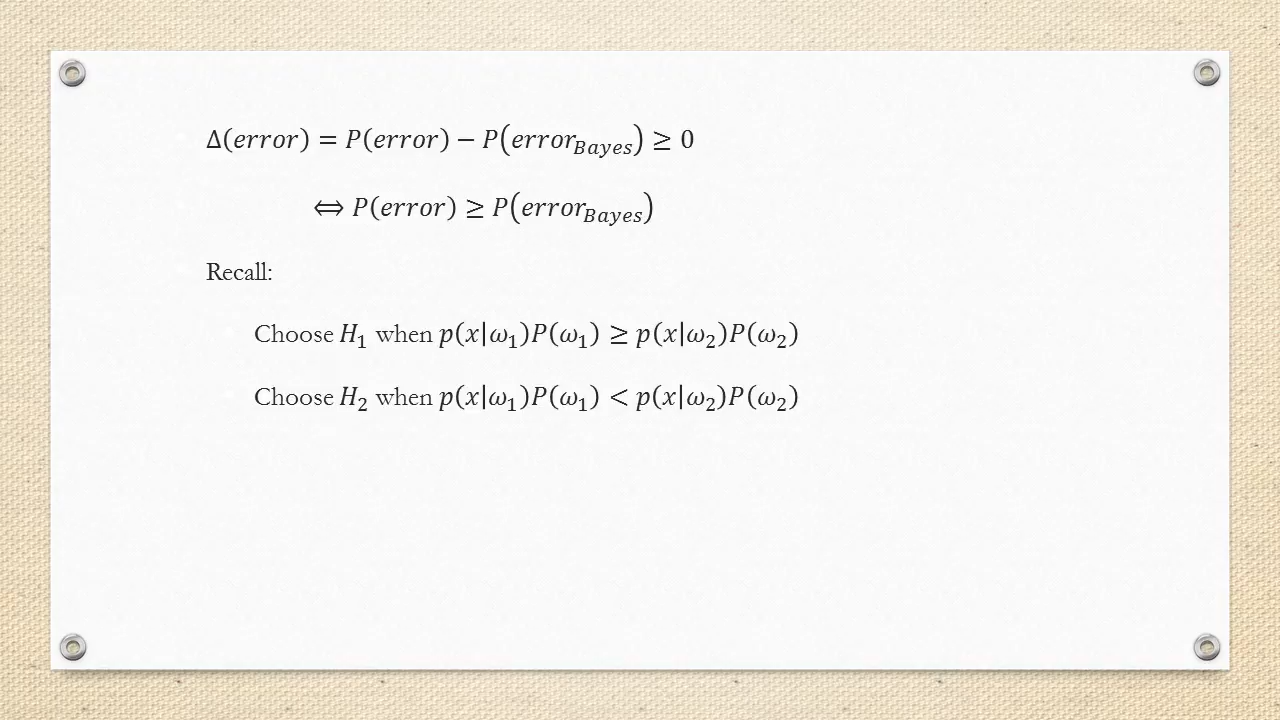 Δ(error) = P(error) − P(error_Bayes) ≥ 0
⇔ P(error) ≥ P(error_Bayes)
Recall:
Choose H₁ when p(x|ω₁)P(ω₁) ≥ p(x|ω₂)P(ω₂)
Choose H₂ when p(x|ω₁)P(ω₁) < p(x|ω₂)P(ω₂)